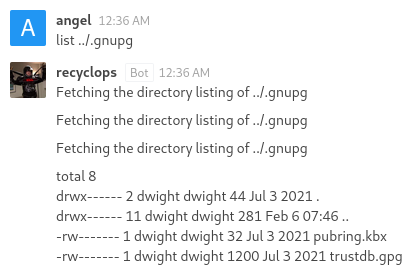 A
angel 12:36 AM
list ../.gnupg
recyclops Bot 12:36 AM
Fetching the directory listing of ../.gnupg
Fetching the directory listing of ../.gnupg
Fetching the directory listing of ../.gnupg
total 8
drwx------ 2 dwight dwight 44 Jul 3 2021 .
drwx------ 11 dwight dwight 281 Feb 6 07:46 ..
-rw------- 1 dwight dwight 32 Jul 3 2021 pubring.kbx
-rw------- 1 dwight dwight 1200 Jul 3 2021 trustdb.gpg